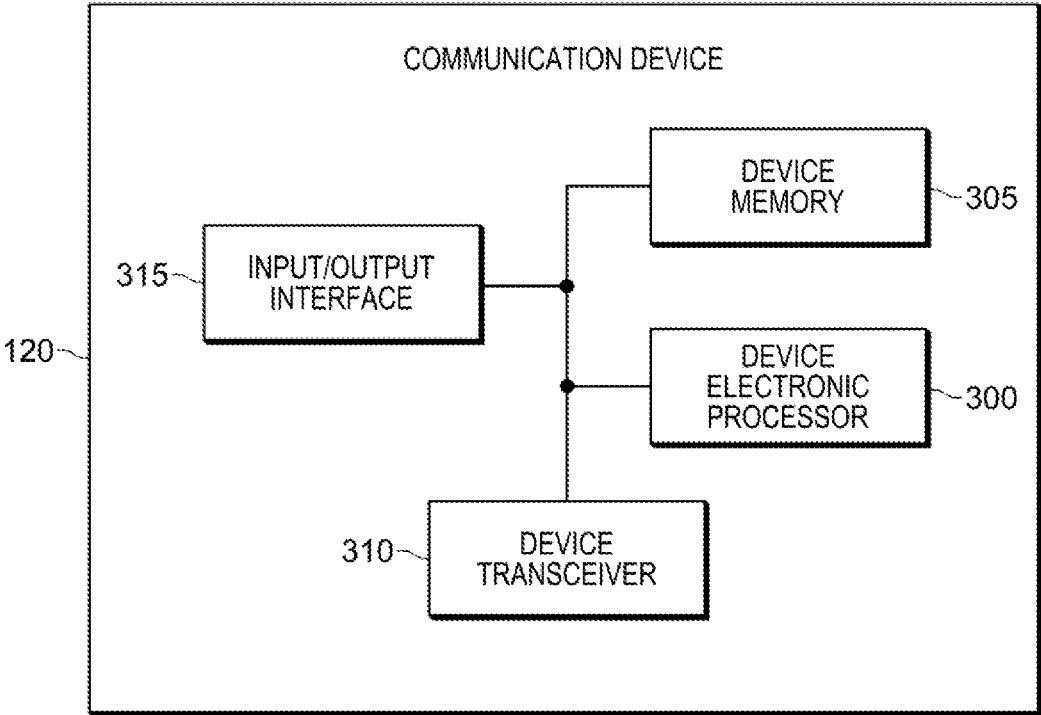 COMMUNICATION DEVICE
DEVICE
MEMORY
305
315
INPUT/OUTPUT
INTERFACE
120
DEVICE
ELECTRONIC
PROCESSOR
300
310
DEVICE
TRANSCEIVER